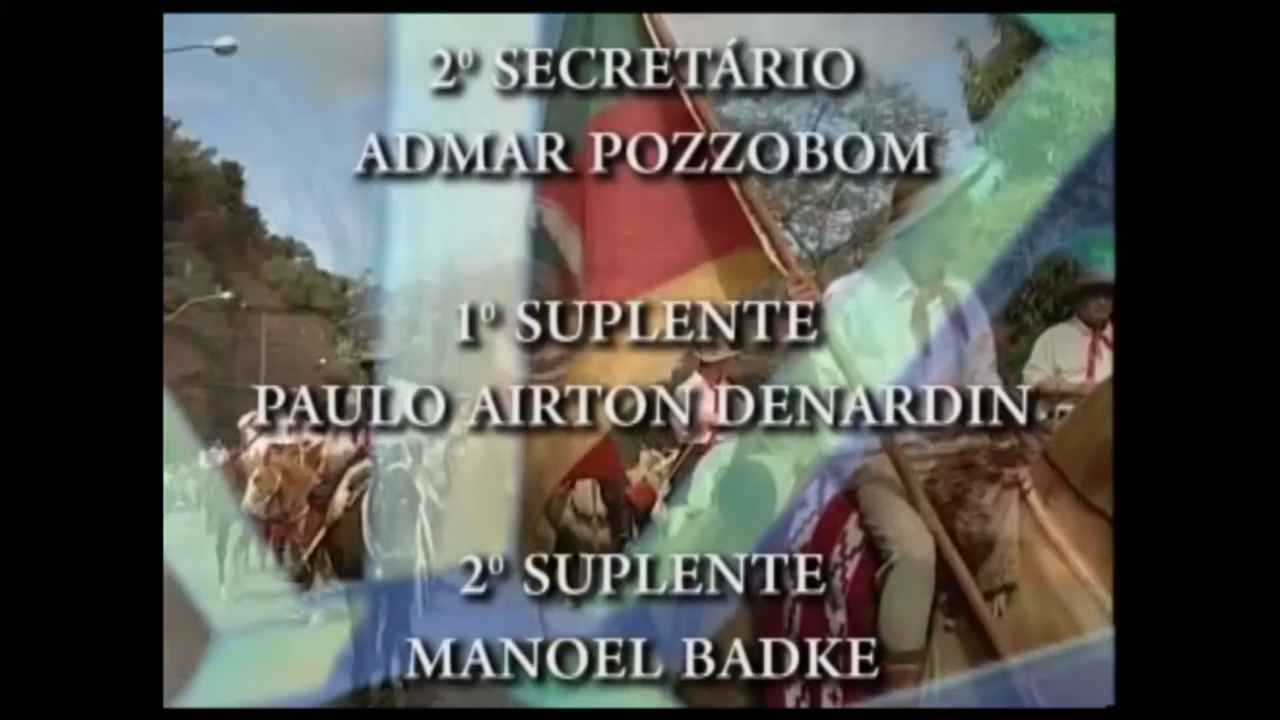 2º SECRETÁRIO
ADMAR POZZOBOM
1º SUPLENTE
PAULO AIRTON DENARDIN
2º SUPLENTE
MANOEL BADKE